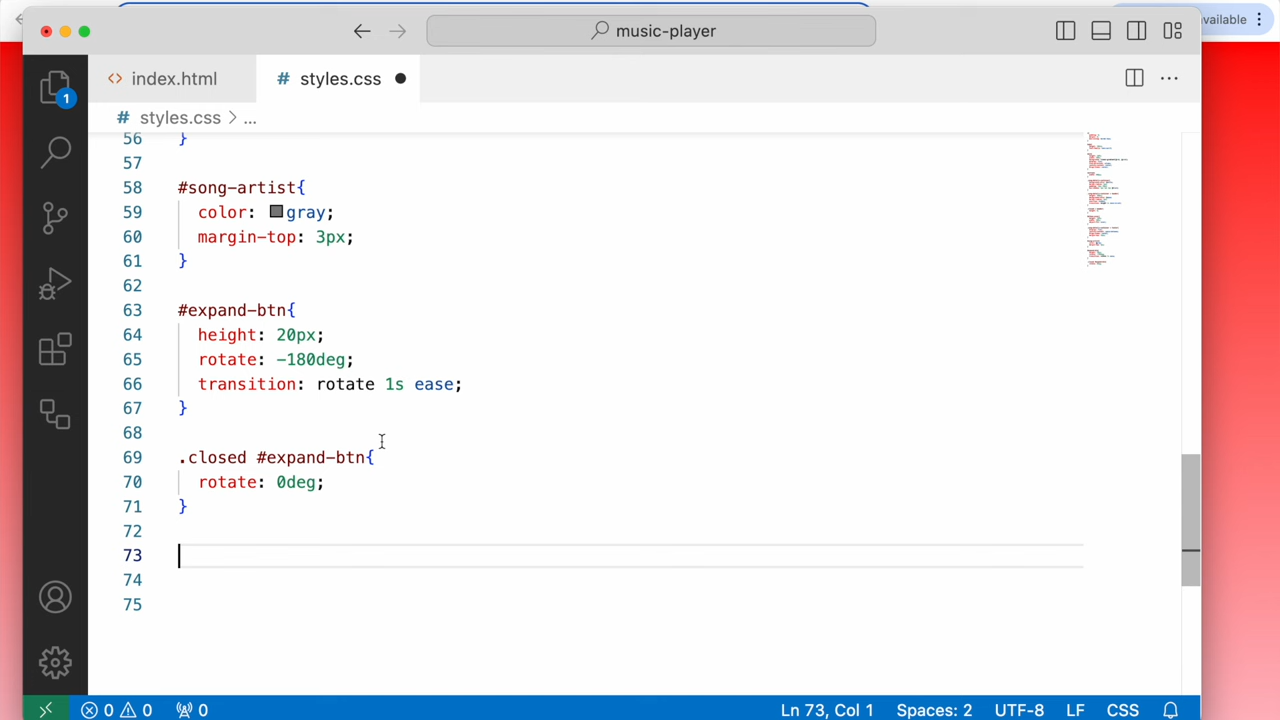 vailable
music-player
<> index.html
# styles.css
1
# styles.css > ...
56 }
57
58 #song-artist{
59 color: gray;
60 margin-top: 3px;
61 }
62
63 #expand-btn{
64 height: 20px;
65 rotate: -180deg;
66 transition: rotate 1s ease;
67 }
68
69 .closed #expand-btn{
70 rotate: 0deg;
71 }
72
73
74
75
0 0 0 Ln 73, Col 1 Spaces: 2 UTF-8 LF CSS